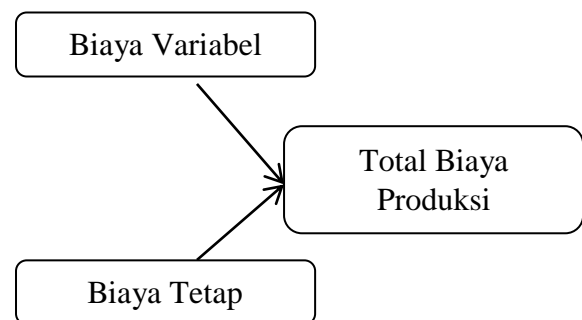 Biaya Variabel
Total Biaya
Produksi
Biaya Tetap